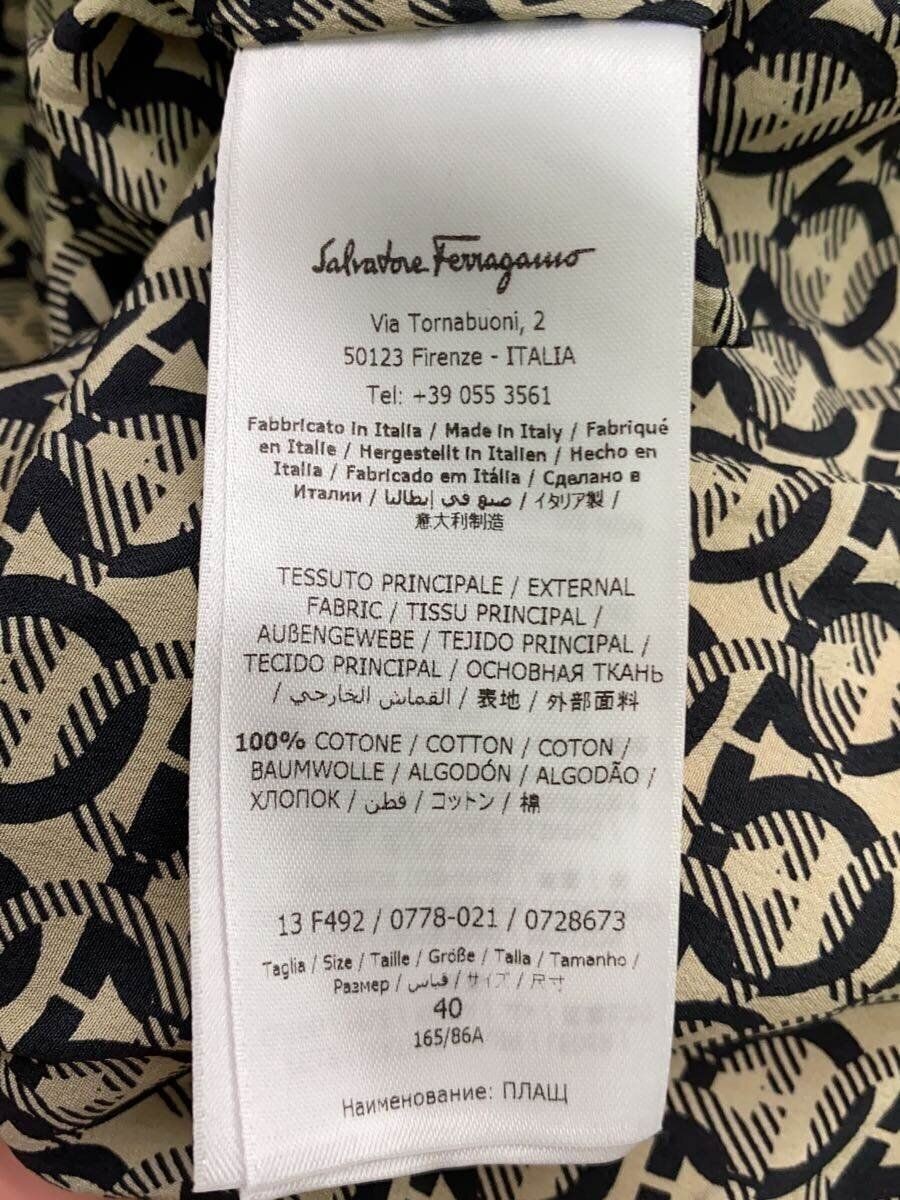 Salvatore Ferragamo
Via Tornabuoni, 2
50123 Firenze - ITALIA
Tel: +39 055 3561
Fabbricato in Italia / Made in Italy / Fabriqué
en Italie / Hergestellt in Italien / Hecho en
Italia / Fabricado em Itália / Сделано в
Италии / صنع في إيطاليا / イタリア製 /
意大利制造
TESSUTO PRINCIPALE / EXTERNAL
FABRIC / TISSU PRINCIPAL /
AUßENGEWEBE / TEJIDO PRINCIPAL /
TECIDO PRINCIPAL / ОСНОВНАЯ ТКАНЬ
/ القماش الخارجي / 表地 / 外部面料
100% COTONE / COTTON / COTON /
BAUMWOLLE / ALGODÓN / ALGODÃO /
ХЛОПОК / قطن / コットン / 棉
13 F492 / 0778-021 / 0728673
Taglia / Size / Taille / Größe / Talla / Tamanho /
Размер / قياس / サイズ / 尺寸
40
165/86A
Наименование: ПЛАЩ